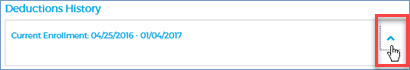 Deductions History
Current Enrollment: 04/25/2016 - 01/04/2017